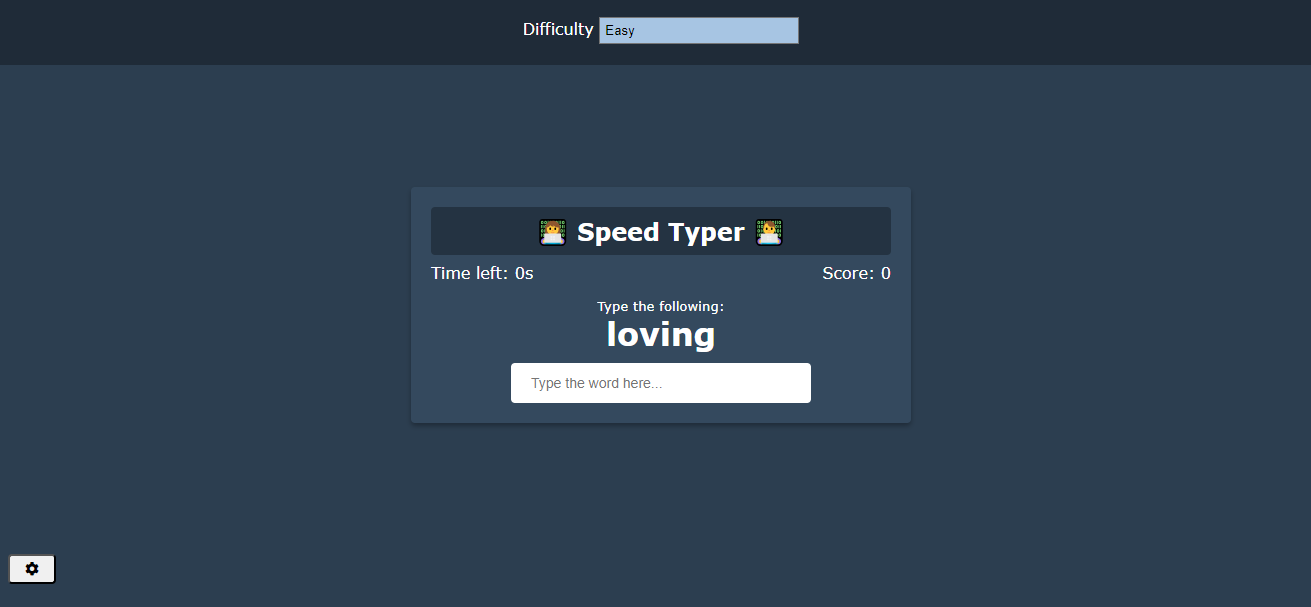 Difficulty Easy
Speed Typer
Time left: 0s Score: 0
Type the following:
loving
Type the word here...